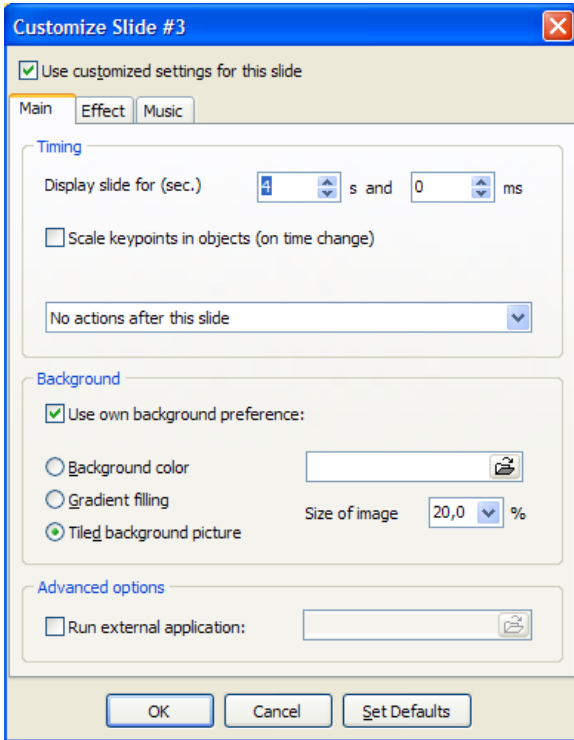 Customize Slide #3
Use customized settings for this slide
Main Effect Music
Timing
Display slide for (sec.) 4 s and 0 ms
Scale keypoints in objects (on time change)
No actions after this slide
Background
Use own background preference:
Background color
Gradient filling
Size of image 20,0 %
Tiled background picture
Advanced options
Run external application:
OK Cancel Set Defaults